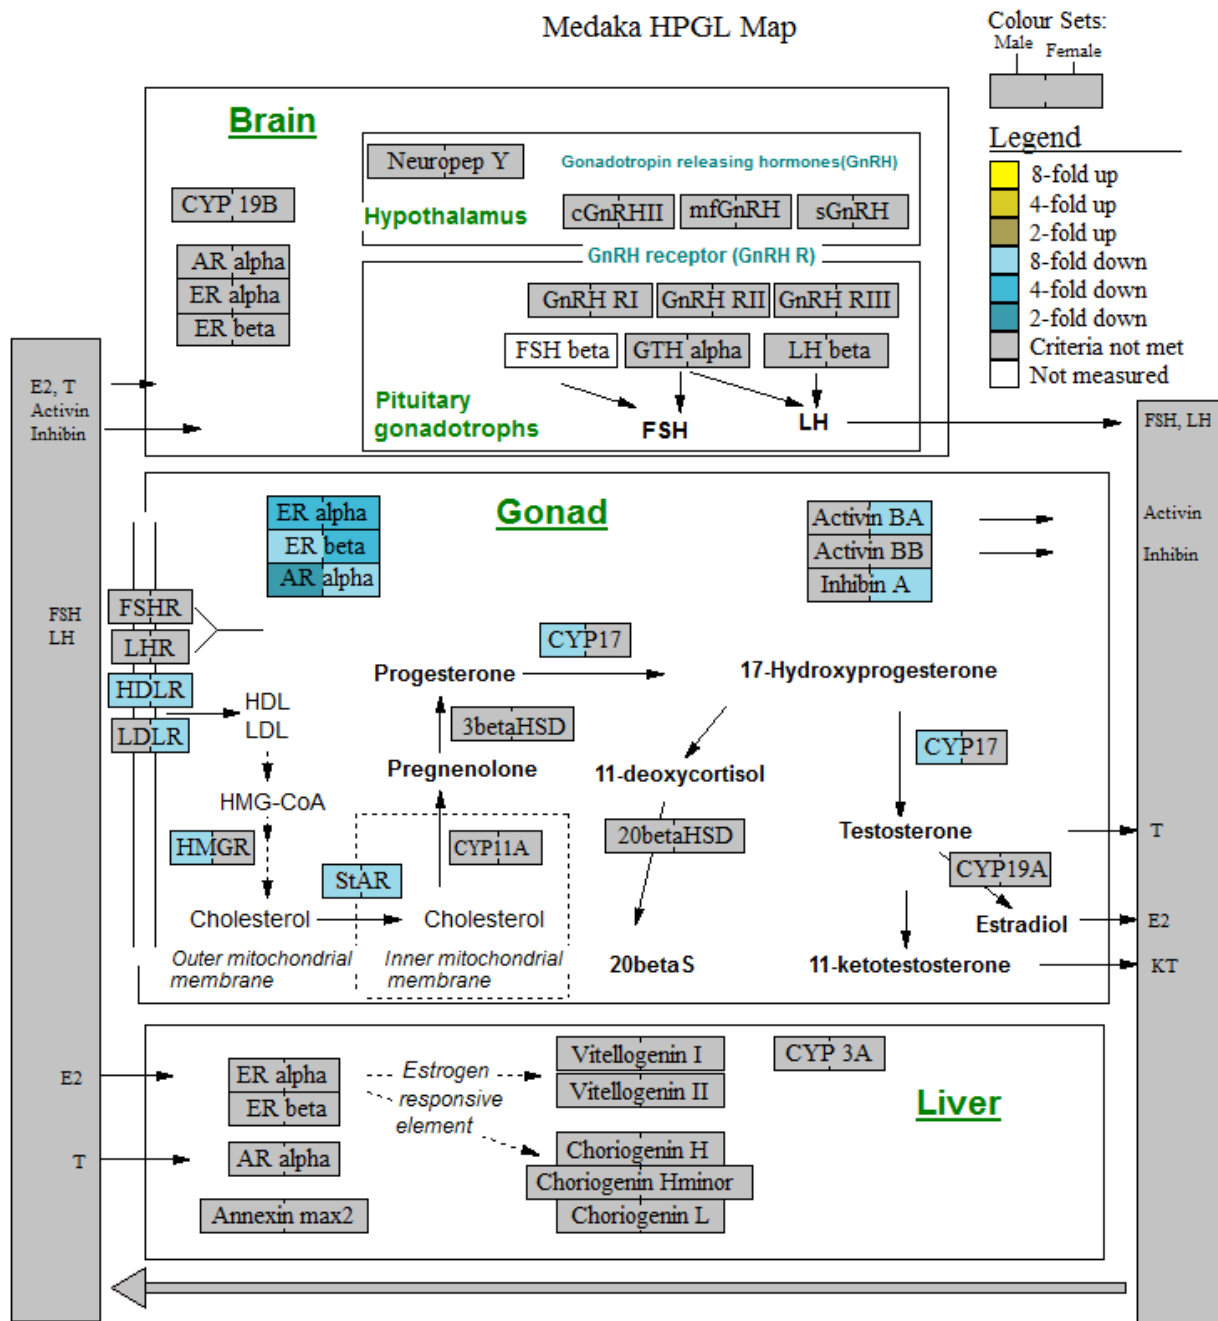 Medaka HPGL Map
Colour Sets:
Male
Female
Legend
8-fold up
4-fold up
2-fold up
8-fold down
4-fold down
2-fold down
Criteria not met
Not measured
Brain
Neuropep Y
Gonadotropin releasing hormones(GnRH)
CYP 19B
Hypothalamus
cGnRHII
mfGnRH
sGnRH
AR alpha
ER alpha
ER beta
GnRH receptor (GnRH R)
GnRH RI
GnRH RII
GnRH RIII
FSH beta
GTH alpha
LH beta
Pituitary
gonadotrophs
FSH
LH
E2, T
Activin
Inhibin
FSH, LH
Gonad
ER alpha
ER beta
AR alpha
Activin BA
Activin BB
Inhibin A
Activin
Inhibin
FSH
LH
FSHR
LHR
HDLR
LDLR
HDL
LDL
HMG-CoA
HMGR
Cholesterol
StAR
Cholesterol
CYP11A
Pregnenolone
3betaHSD
Progesterone
CYP17
17-Hydroxyprogesterone
11-deoxycortisol
20betaHSD
20beta S
CYP17
Testosterone
T
CYP19A
Estradiol
E2
11-ketotestosterone
KT
Outer mitochondrial
membrane
Inner mitochondrial
membrane
E2
T
ER alpha
ER beta
AR alpha
Annexin max2
Estrogen
responsive
element
Vitellogenin I
Vitellogenin II
Choriogenin H
Choriogenin Hminor
Choriogenin L
CYP 3A
Liver